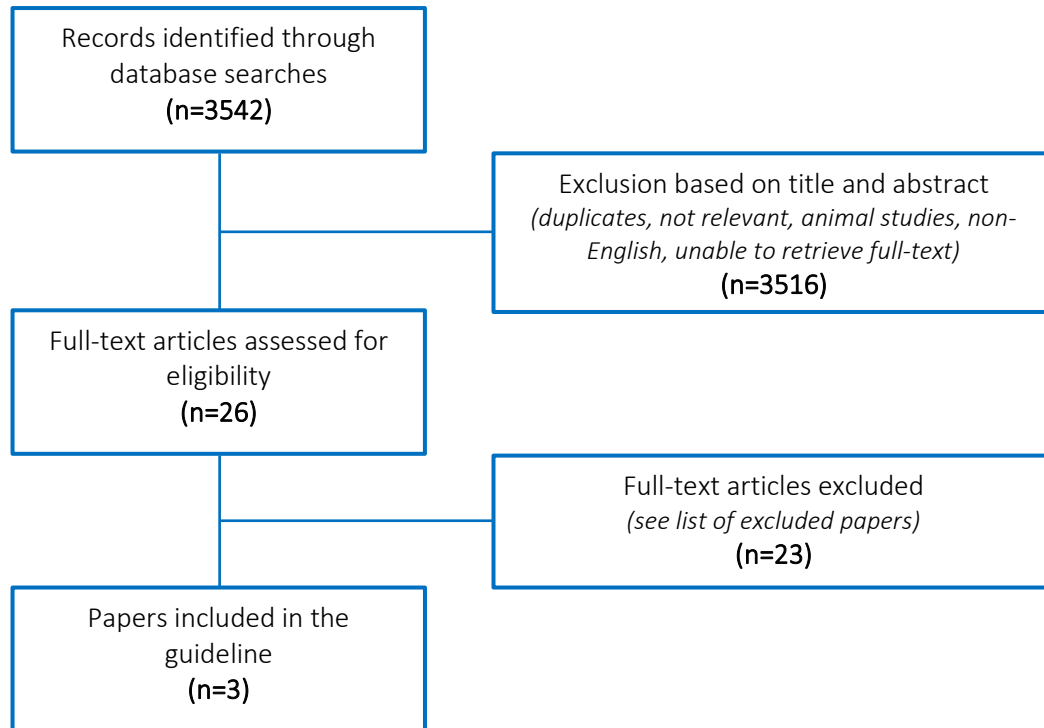 Records identified through
database searches
(n=3542)
Exclusion based on title and abstract
(duplicates, not relevant, animal studies, non-
English, unable to retrieve full-text)
(n=3516)
Full-text articles assessed for
eligibility
(n=26)
Full-text articles excluded
(see list of excluded papers)
(n=23)
Papers included in the
guideline
(n=3)